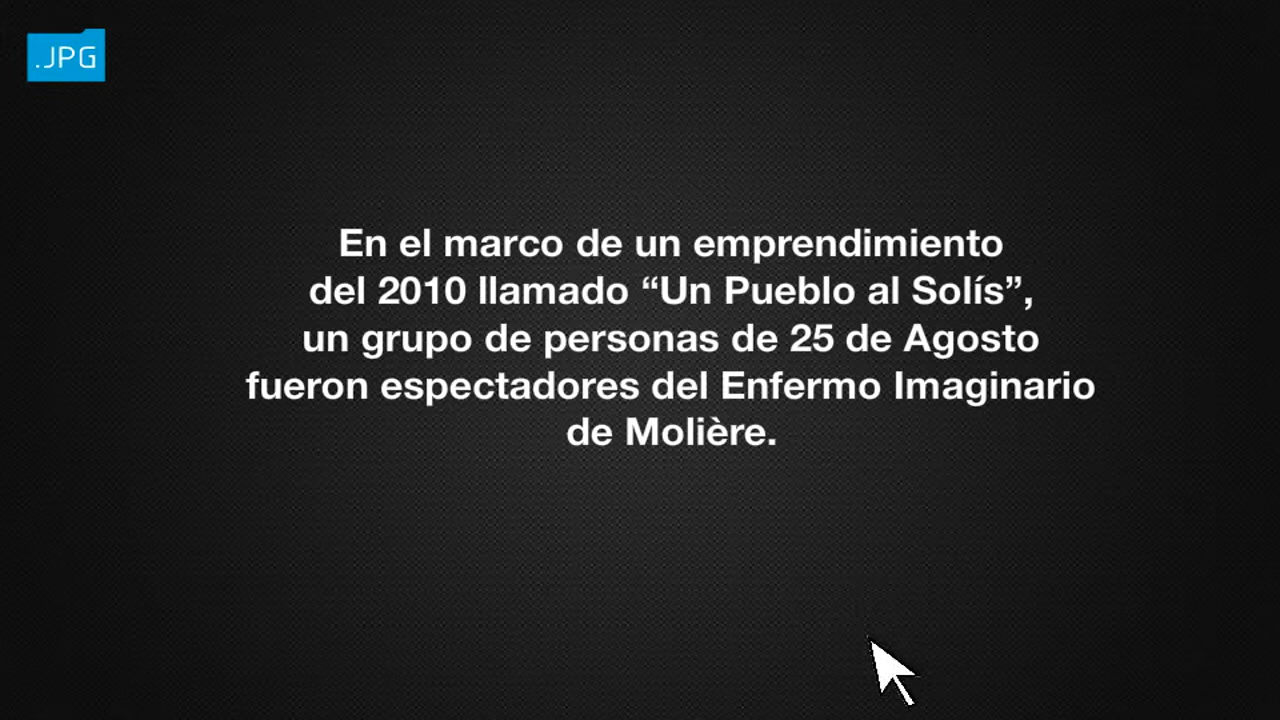 .JPG
En el marco de un emprendimiento
del 2010 llamado “Un Pueblo al Solís”,
un grupo de personas de 25 de Agosto
fueron espectadores del Enfermo Imaginario
de Molière.